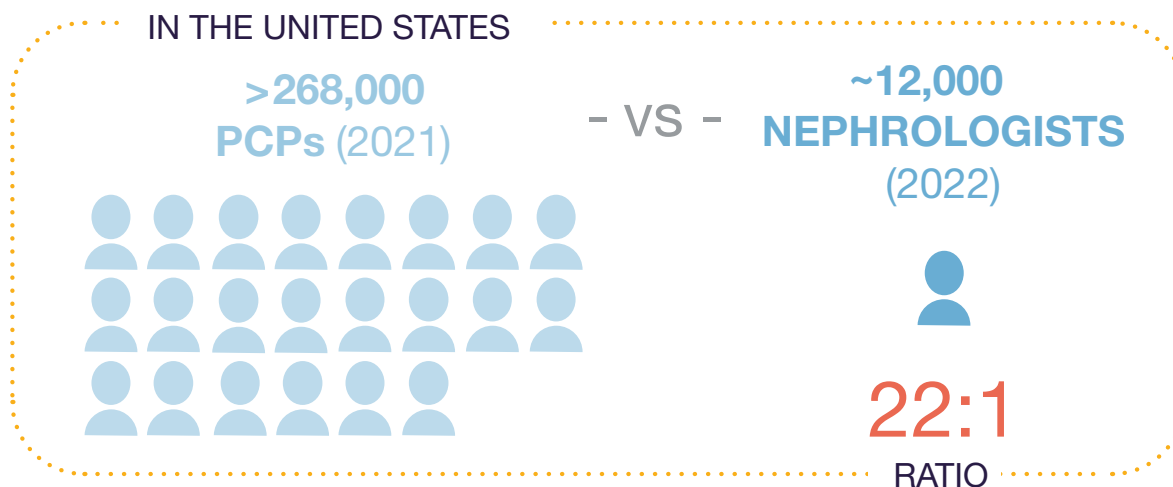 IN THE UNITED STATES
>268,000
PCPs (2021)
- VS -
~12,000
NEPHROLOGISTS
(2022)
22:1
RATIO